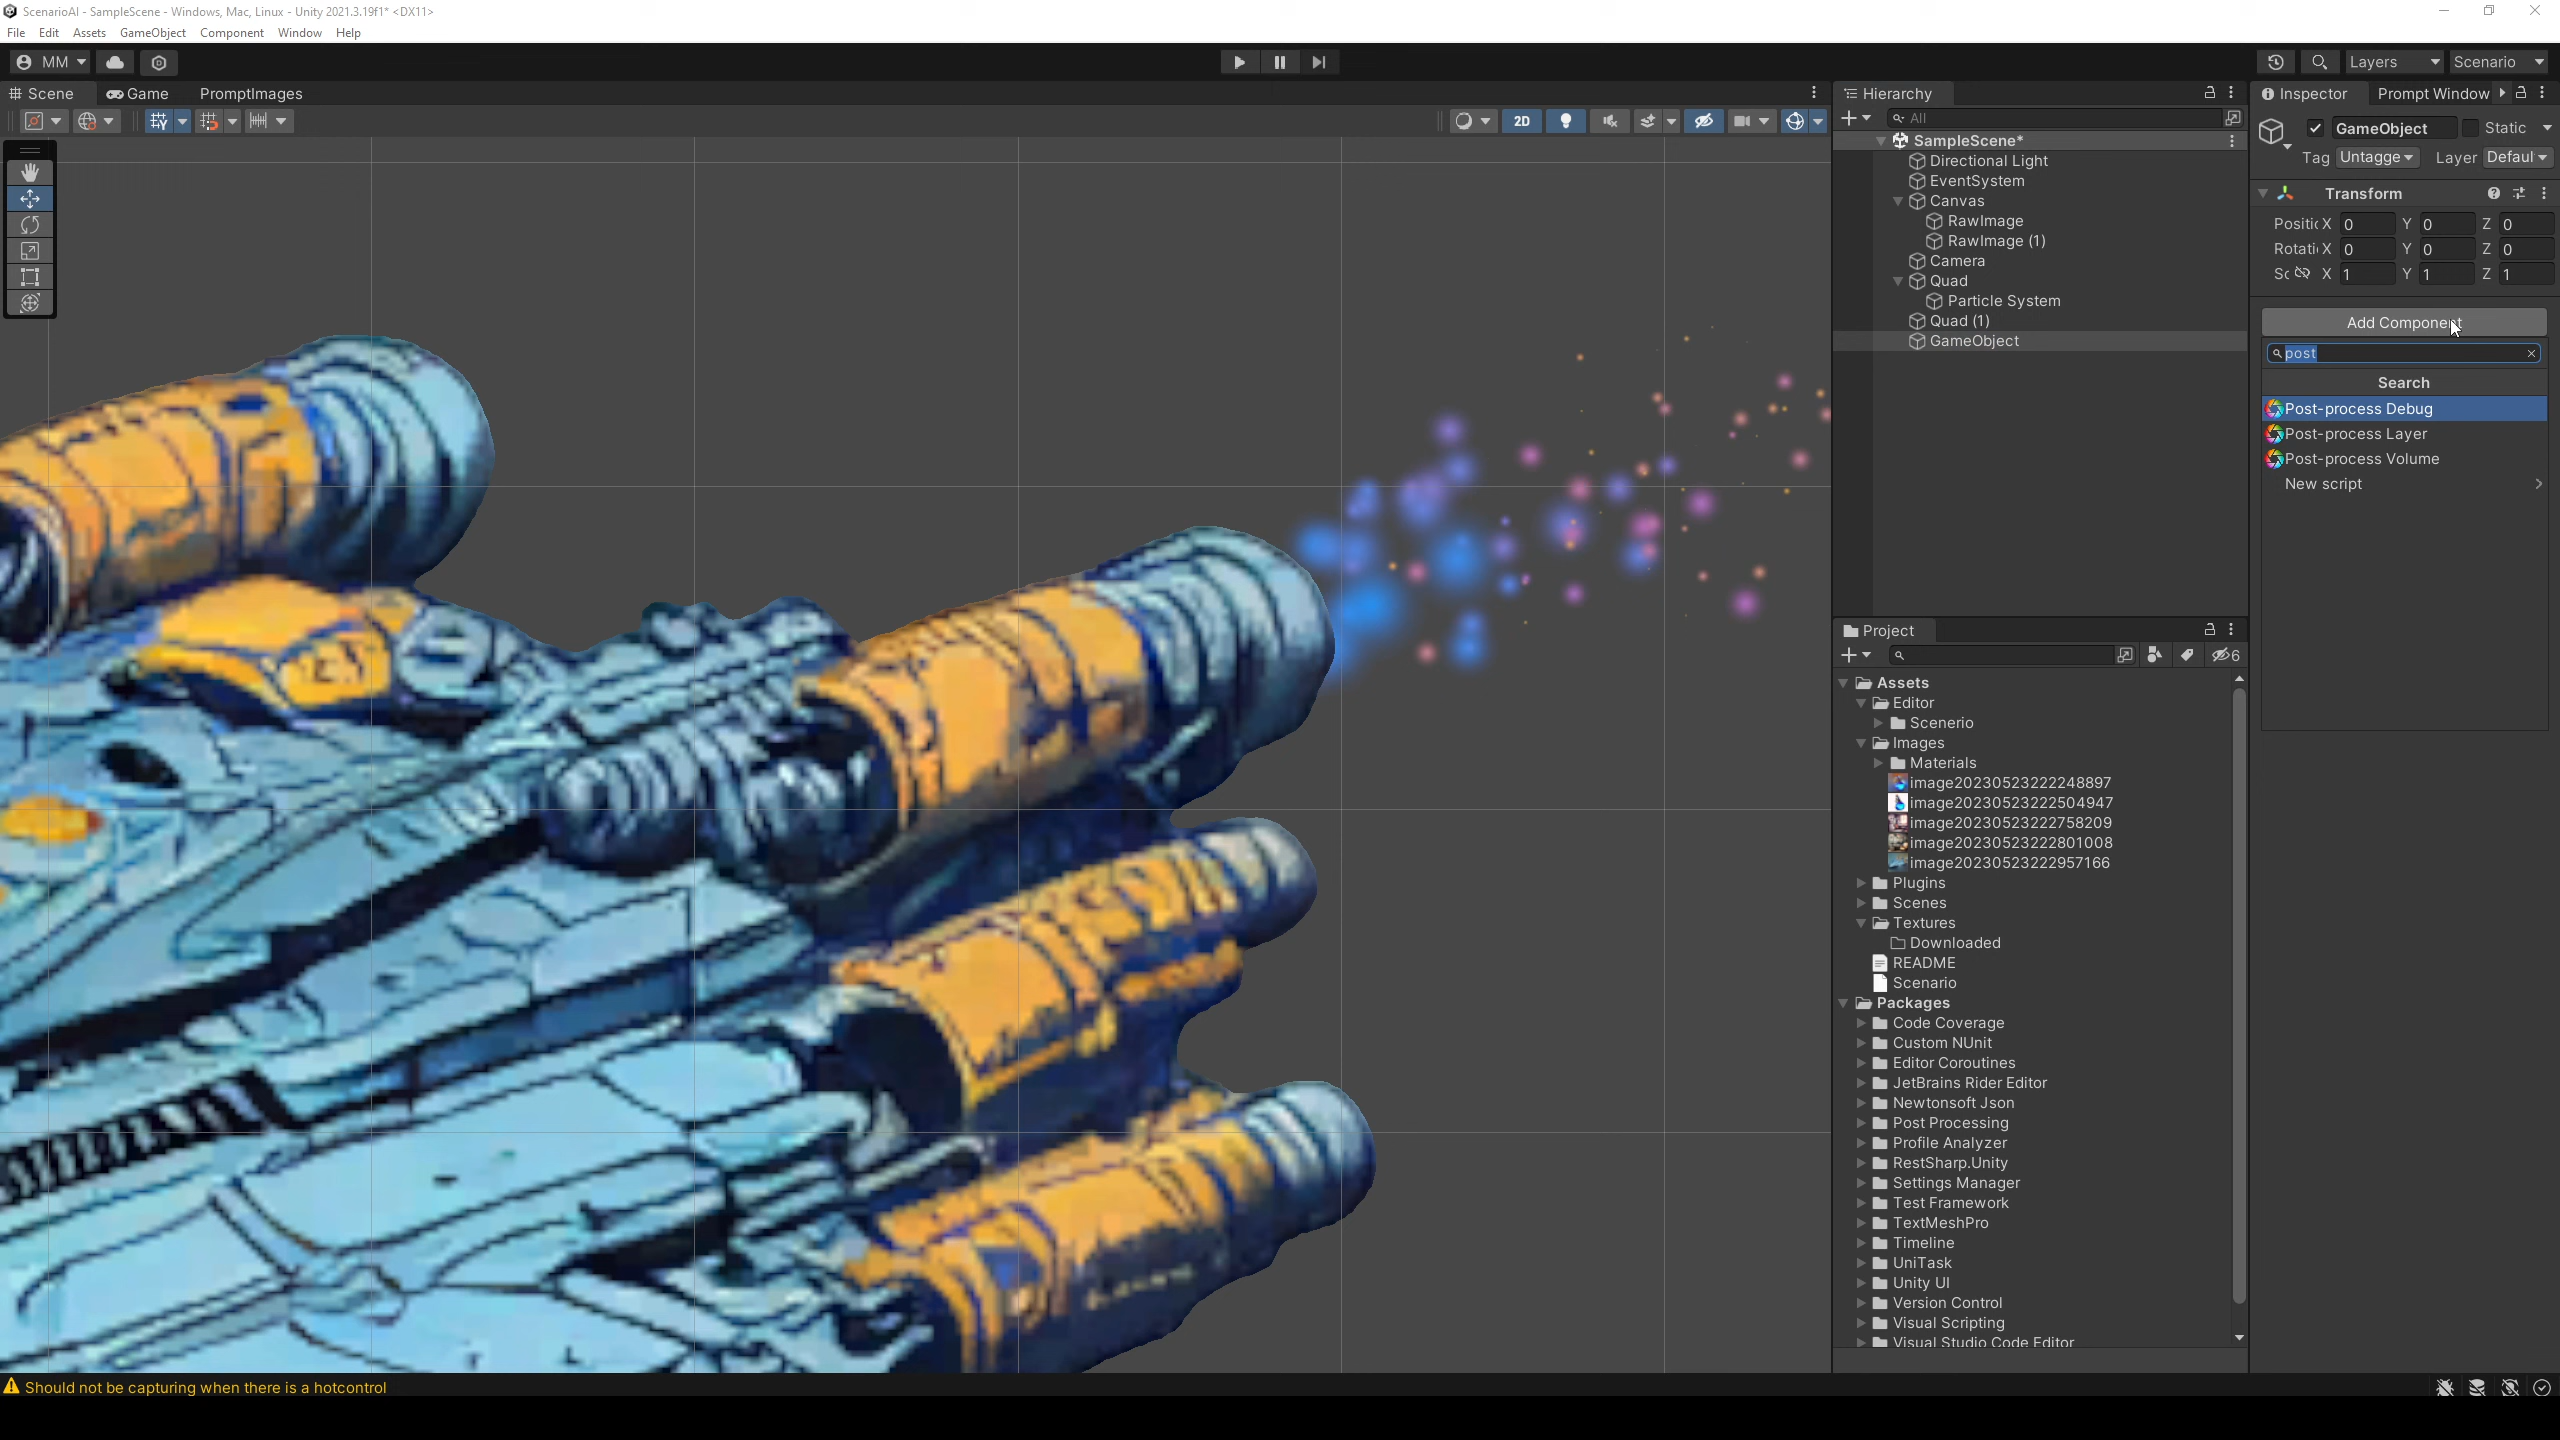 ScenarioAI - SampleScene - Windows, Mac, Linux - Unity 2021.3.19f1* <DX11>
File Edit Assets GameObject Component Window Help
MM
Layers Scenario
Scene Game PromptImages
2D
Hierarchy
All
SampleScene*
Directional Light
EventSystem
Canvas
RawImage
RawImage (1)
Camera
Quad
Particle System
Quad (1)
GameObject
Project
6
Assets
Editor
Scenerio
Images
Materials
image20230523222248897
image20230523222504947
image20230523222758209
image20230523222801008
image20230523222957166
Plugins
Scenes
Textures
Downloaded
README
Scenario
Packages
Code Coverage
Custom NUnit
Editor Coroutines
JetBrains Rider Editor
Newtonsoft Json
Post Processing
Profile Analyzer
RestSharp.Unity
Settings Manager
Test Framework
TextMeshPro
Timeline
UniTask
Unity UI
Version Control
Visual Scripting
Visual Studio Code Editor
Inspector Prompt Window
GameObject Static
Tag Untagge Layer Defaul
Transform
Positic X 0 Y 0 Z 0
Rotati X 0 Y 0 Z 0
Sc X 1 Y 1 Z 1
Add Component
post
Search
Post-process Debug
Post-process Layer
Post-process Volume
New script
Should not be capturing when there is a hotcontrol